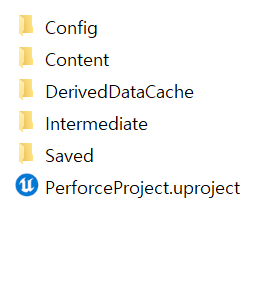 Config
Content
DerivedDataCache
Intermediate
Saved
PerforceProject.uproject